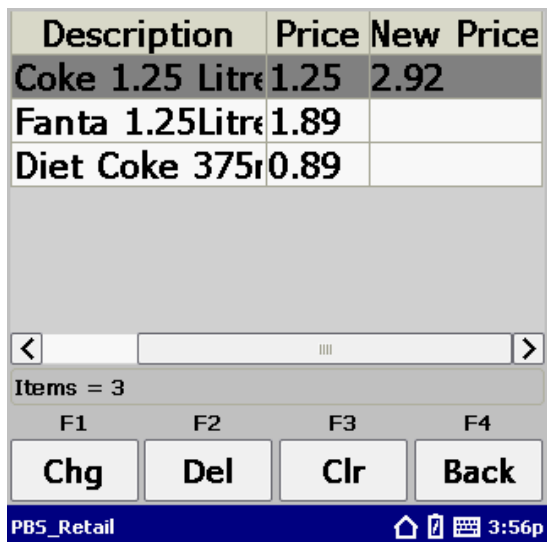 Description Price New Price
Coke 1.25 Litre 1.25 2.92
Fanta 1.25Litre 1.89
Diet Coke 375 0.89
Items = 3
F1 F2 F3 F4
Chg Del Clr Back
PBS_Retail 3:56p